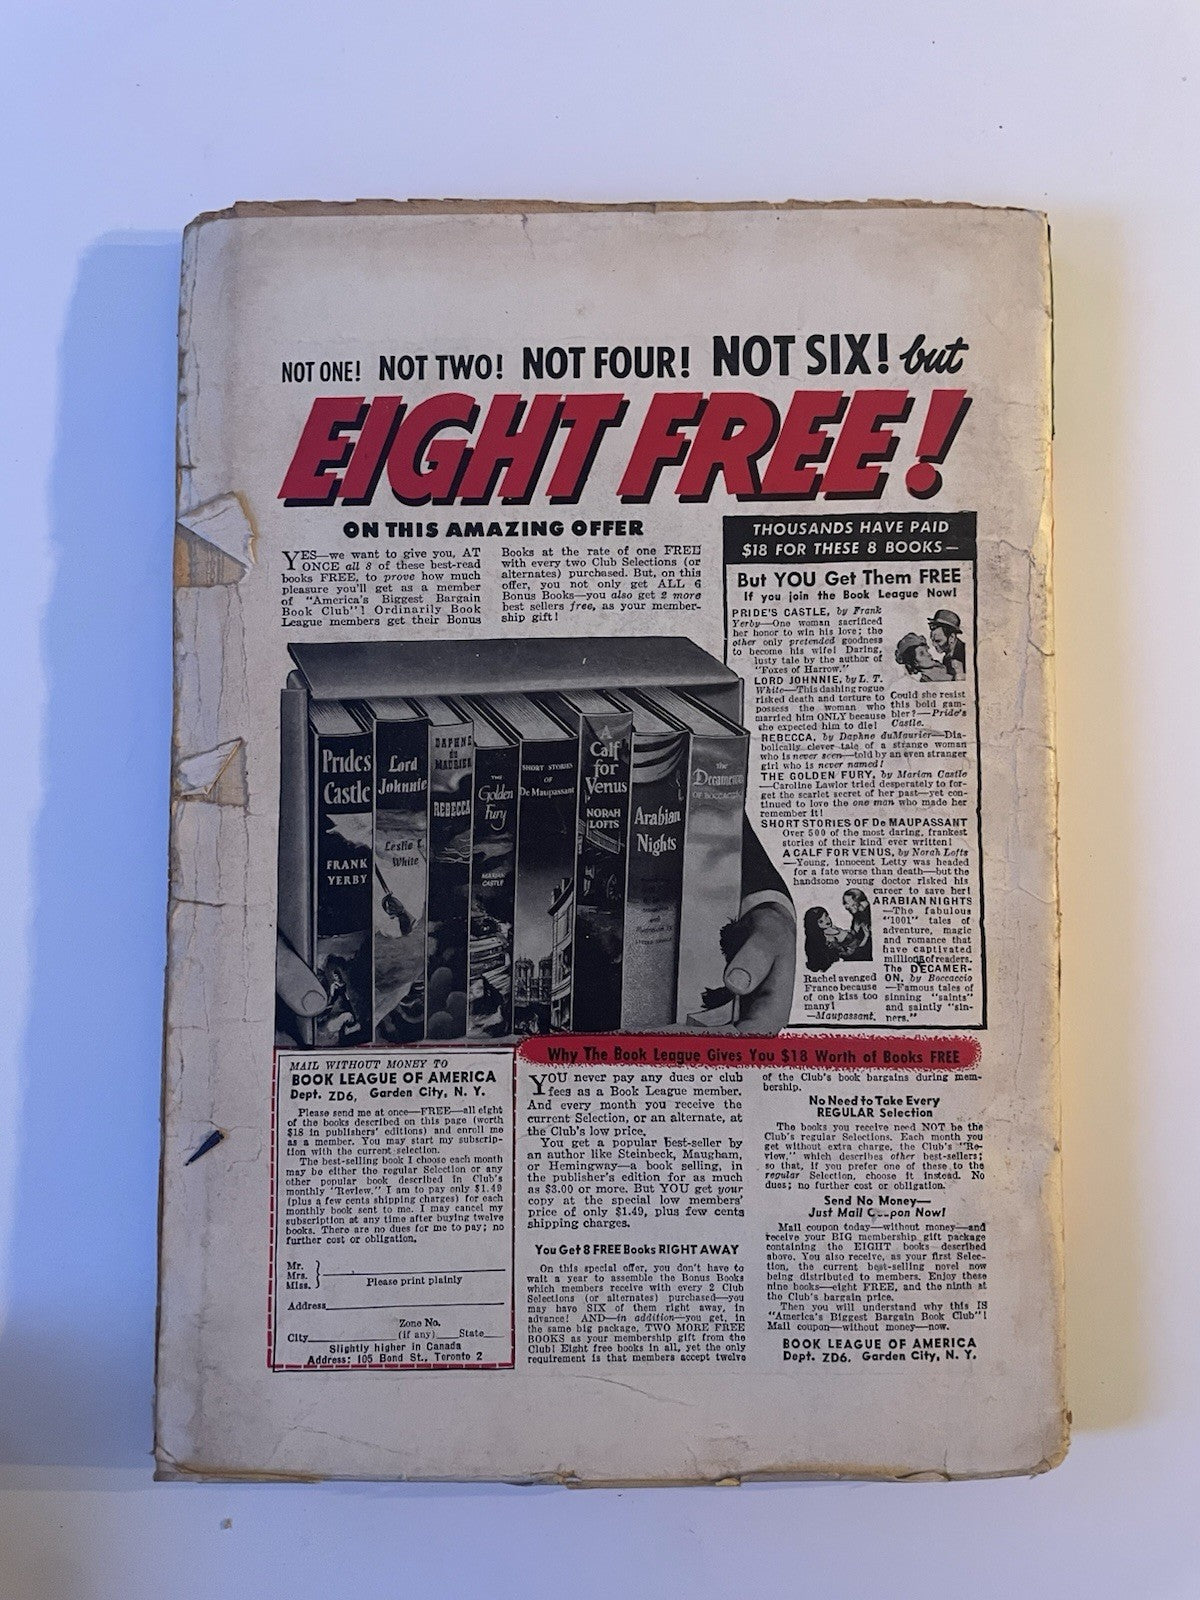 NOT ONE! NOT TWO! NOT FOUR! NOT SIX! but
EIGHT FREE!
ON THIS AMAZING OFFER
YES—we want to give you, AT
ONCE all 8 of these best-read
books FREE, to prove how much
pleasure you'll get as a member
of "America's Biggest Bargain
Book Club"! Ordinarily Book
League members get their Bonus
Books at the rate of one FREE
with every two Club Selections (or
alternates) purchased. But, on this
offer, you not only get ALL 6
Bonus Books—you also get 2 more
best sellers free, as your member-
ship gift!
Prides
Castle
FRANK
YERBY
Lord
Johnnie
Leslie T.
White
DAPHNE
du
MAURIER
REBECCA
THE
Golden
Fury
MARIAN
CASTLE
SHORT STORIES
OF
De Maupassant
A
Calf
for
Venus
NORAH
LOFTS
Arabian
Nights
the
Decameron
OF BOCCACCIO
THOUSANDS HAVE PAID
$18 FOR THESE 8 BOOKS—
But YOU Get Them FREE
If you join the Book League Now!
PRIDE'S CASTLE, by Frank
Yerby—One woman sacrificed
her honor to win his love; the
other only pretended goodness
to become his wife! Daring,
lusty tale by the author of
"Foxes of Harrow."
LORD JOHNNIE, by L. T.
White—This dashing rogue
risked death and torture to
possess the woman who
married him ONLY because
she expected him to die!
Could she resist
this bold gam-
bler?—Pride's
Castle.
REBECCA, by Daphne duMaurier—Dia-
bolically clever tale of a strange woman
who is never seen—told by an even stranger
girl who is never named!
THE GOLDEN FURY, by Marian Castle
—Caroline Lawlor tried desperately to for-
get the scarlet secret of her past—yet con-
tinued to love the one man who made her
remember it!
SHORT STORIES OF De MAUPASSANT
Over 500 of the most daring, frankest
stories of their kind ever written!
A CALF FOR VENUS, by Norah Lofts
—Young, innocent Letty was headed
for a fate worse than death—but the
handsome young doctor risked his
career to save her!
ARABIAN NIGHTS
—The fabulous
"1001" tales of
adventure, magic
and romance that
have captivated
millions of readers.
The DECAMER-
ON, by Boccaccio
—Famous tales of
sinning "saints"
and saintly "sin-
ners."
Rachel avenged
France because
of one kiss too
many!
—Maupassant.
MAIL WITHOUT MONEY TO
BOOK LEAGUE OF AMERICA
Dept. ZD6, Garden City, N. Y.
Please send me at once—FREE—all eight
of the books described on this page (worth
$18 in publishers' editions) and enroll me
as a member. You may start my subscrip-
tion with the current selection.
The best-selling book I choose each month
may be either the regular Selection or any
other popular book described in Club's
monthly "Review." I am to pay only $1.49
(plus a few cents shipping charges) for each
monthly book sent to me. I may cancel my
subscription at any time after buying twelve
books. There are no dues for me to pay; no
further cost or obligation.
Mr.
Mrs.
Miss.
Please print plainly
Address
Zone No.
City (if any) State
Slightly higher in Canada
Address: 105 Bond St., Toronto 2
Why The Book League Gives You $18 Worth of Books FREE
YOU never pay any dues or club
fees as a Book League member.
And every month you receive the
current Selection, or an alternate, at
the Club's low price.
You get a popular best-seller by
an author like Steinbeck, Maugham,
or Hemingway—a book selling, in
the publisher's edition for as much
as $3.00 or more. But YOU get your
copy at the special low members'
price of only $1.49, plus few cents
shipping charges.
You Get 8 FREE Books RIGHT AWAY
On this special offer, you don't have to
wait a year to assemble the Bonus Books
which members receive with every 2 Club
Selections (or alternates) purchased—you
may have SIX of them right away, in
advance! AND—in addition—you get, in
the same big package, TWO MORE FREE
BOOKS as your membership gift from the
Club! Eight free books in all, yet the only
requirement is that members accept twelve
of the Club's book bargains during mem-
bership.
No Need to Take Every
REGULAR Selection
The books you receive need NOT be the
Club's regular Selections. Each month you
get without extra charge, the Club's "Re-
view," which describes other best-sellers;
so that, if you prefer one of these to the
regular Selection, choose it instead. No
dues; no further cost or obligation.
Send No Money—
Just Mail Coupon Now!
Mail coupon today—without money—and
receive your BIG membership gift package
containing the EIGHT books described
above. You also receive, as your first Selec-
tion, the current best-selling novel now
being distributed to members. Enjoy these
nine books—eight FREE, and the ninth at
the Club's bargain price.
Then you will understand why this IS
"America's Biggest Bargain Book Club"!
Mail coupon—without money—now.
BOOK LEAGUE OF AMERICA
Dept. ZD6, Garden City, N. Y.